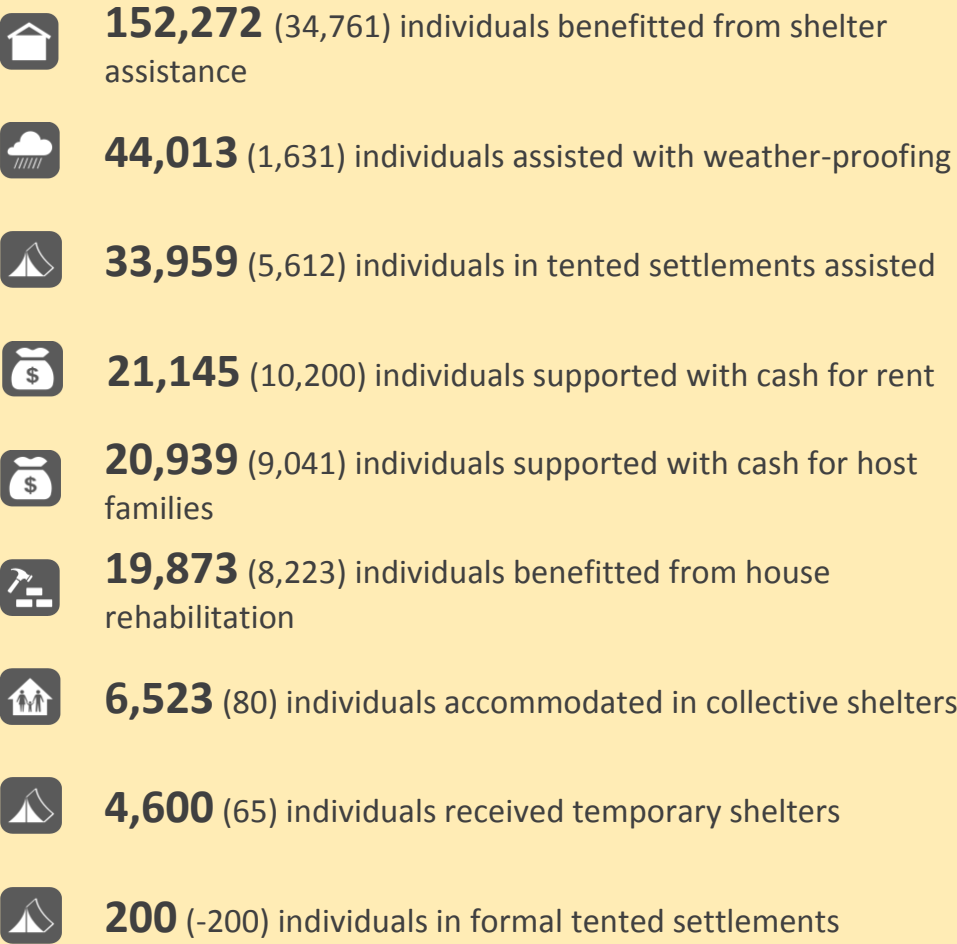 152,272 (34,761) individuals benefitted from shelter
assistance
44,013 (1,631) individuals assisted with weather-proofing
33,959 (5,612) individuals in tented settlements assisted
$ 21,145 (10,200) individuals supported with cash for rent
20,939 (9,041) individuals supported with cash for host
$
families
19,873 (8,223) individuals benefitted from house
rehabilitation
6,523 (80) individuals accommodated in collective shelters
4,600 (65) individuals received temporary shelters
200 (-200) individuals in formal tented settlements